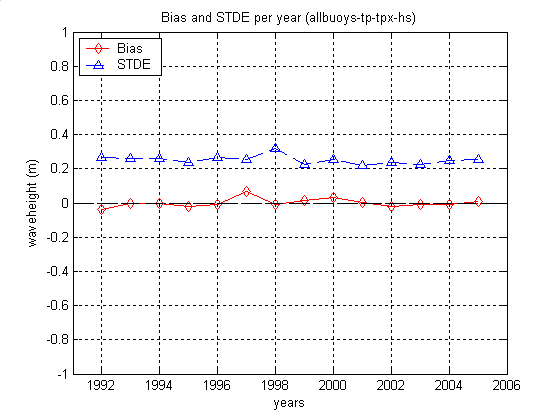 Bias and STDE per year (allbuoys-tp-tpx-hs)
Bias
STDE
1
0.8
0.6
0.4
0.2
0
-0.2
-0.4
-0.6
-0.8
-1
waveheight (m)
1992 1994 1996 1998 2000 2002 2004 2006
years